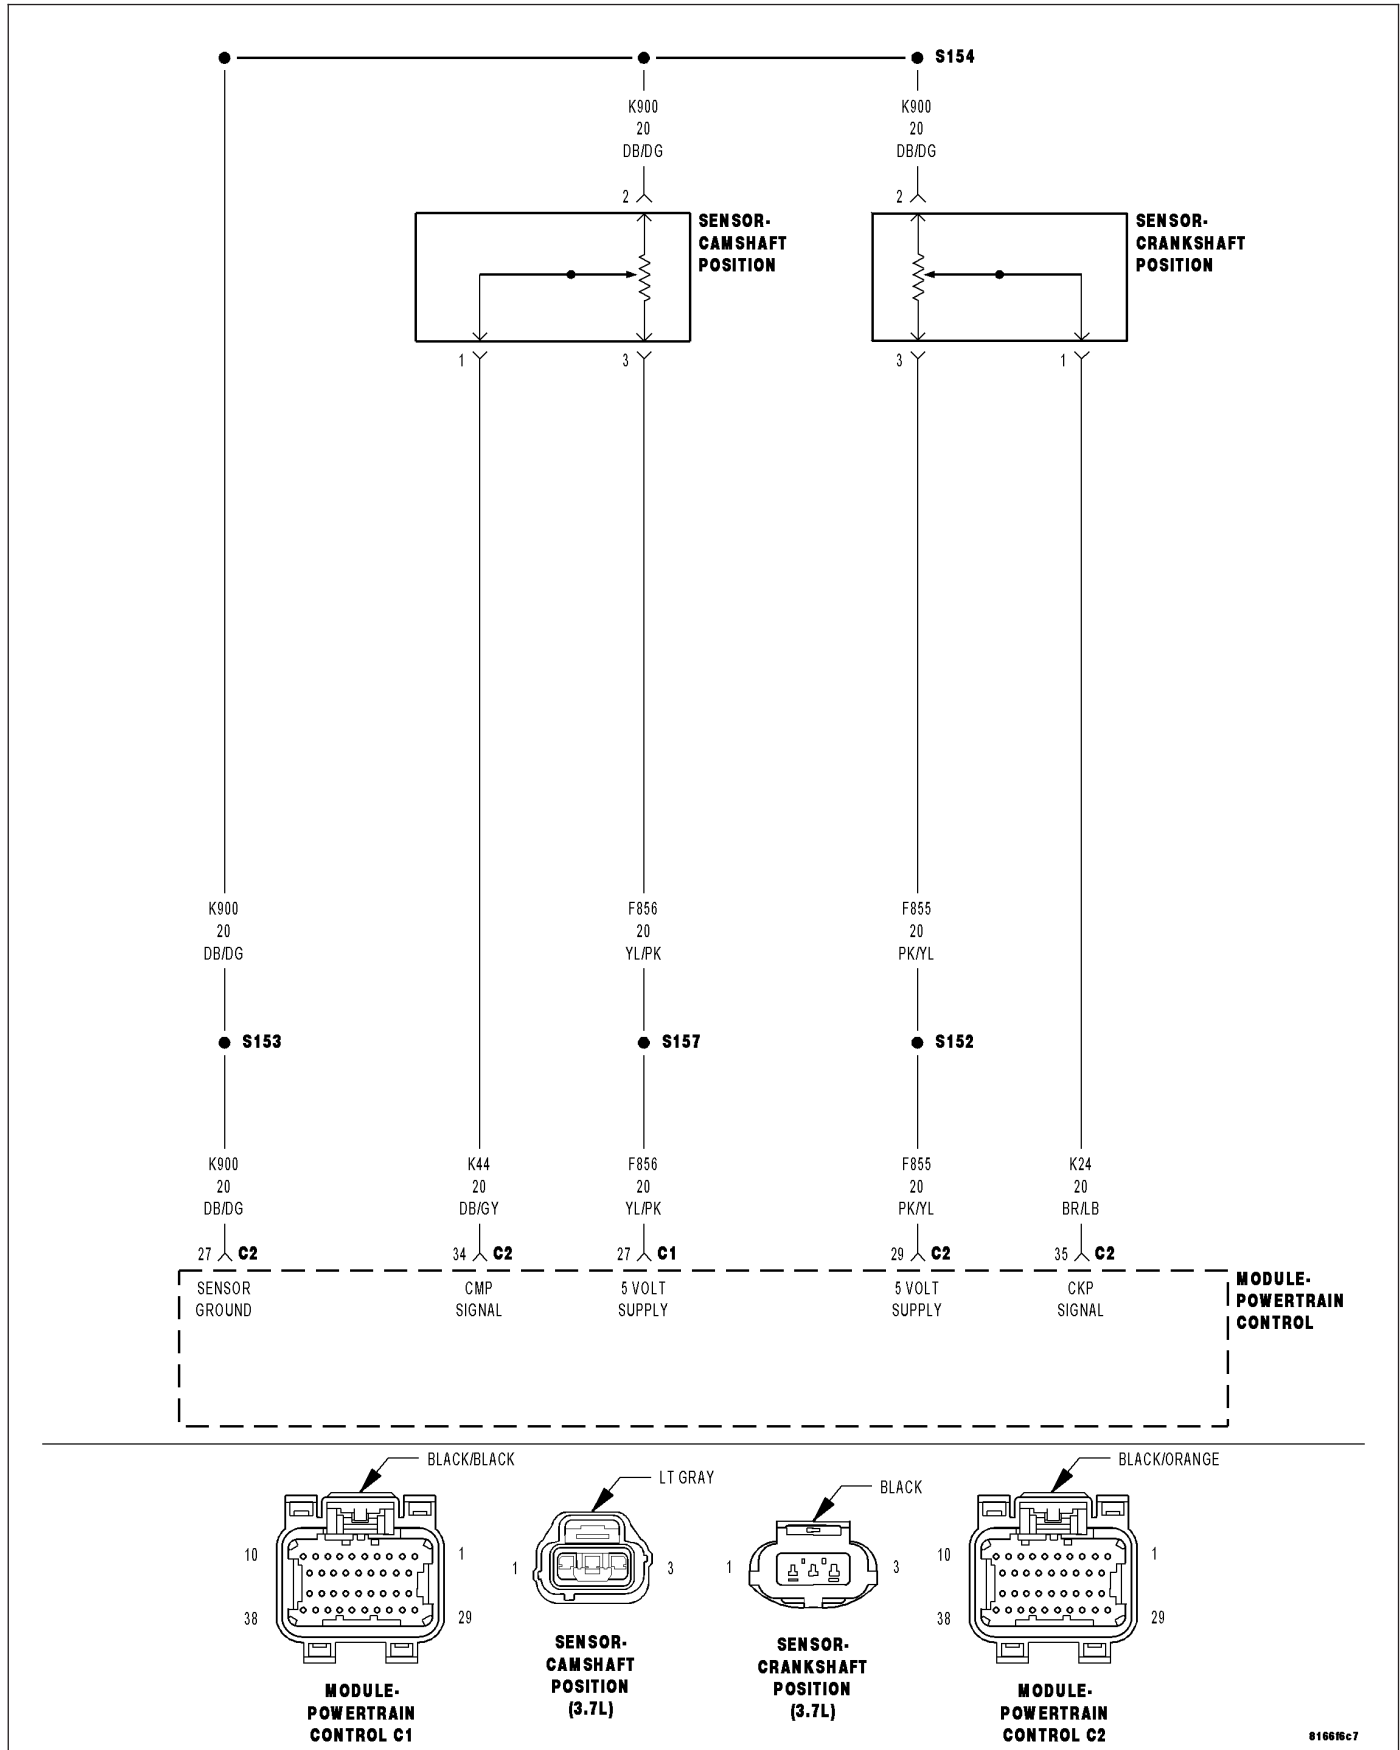 S154
K900
20
DB/DG
K900
20
DB/DG
2
2
SENSOR-
CAMSHAFT
POSITION
SENSOR-
CRANKSHAFT
POSITION
1
3
3
1
K900
20
DB/DG
F856
20
YL/PK
F855
20
PK/YL
S153
S157
S152
K900
20
DB/DG
K44
20
DB/GY
F856
20
YL/PK
F855
20
PK/YL
K24
20
BR/LB
27 C2
34 C2
27 C1
29 C2
35 C2
SENSOR
GROUND
CMP
SIGNAL
5 VOLT
SUPPLY
5 VOLT
SUPPLY
CKP
SIGNAL
MODULE-
POWERTRAIN
CONTROL
BLACK/BLACK
10
1
38
29
MODULE-
POWERTRAIN
CONTROL C1
LT GRAY
1
3
SENSOR-
CAMSHAFT
POSITION
(3.7L)
BLACK
1
3
SENSOR-
CRANKSHAFT
POSITION
(3.7L)
BLACK/ORANGE
10
1
38
29
MODULE-
POWERTRAIN
CONTROL C2
8166f6c7